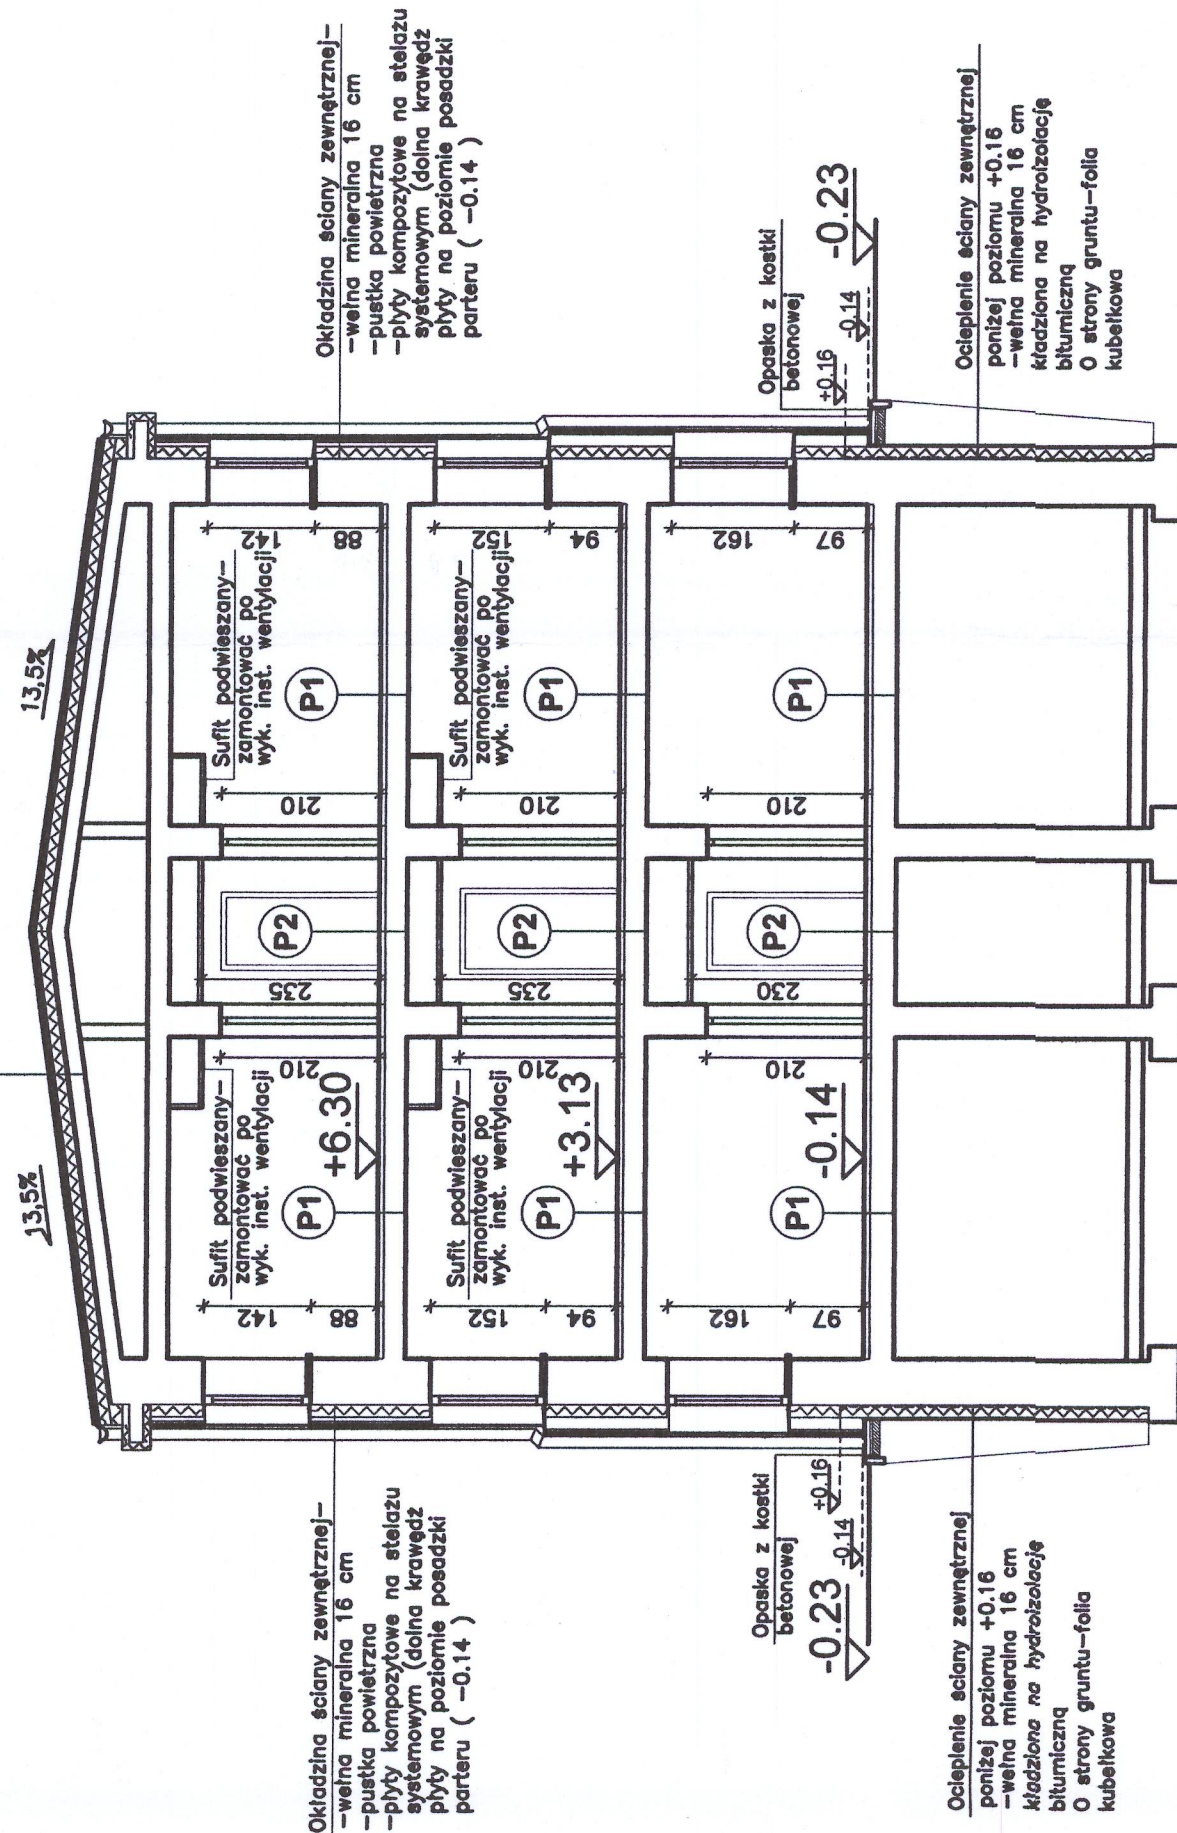 13,5%
13,5%
Okładzina ściany zewnętrznej-
-wełna mineralna 16 cm
-pustka powietrzna
-płyty kompozytowe na stelażu
systemowym (dolna krawędź
płyty na poziomie posadzki
parteru ( -0.14 )
Okładzina ściany zewnętrznej-
-wełna mineralna 16 cm
-pustka powietrzna
-płyty kompozytowe na stelażu
systemowym (dolna krawędź
płyty na poziomie posadzki
parteru ( -0.14 )
142
88
Sufit podwieszany-
zamontować po
wyk. inst. wentylacji
P1
+6.30
210
235
P2
210
Sufit podwieszany-
zamontować po
wyk. inst. wentylacji
P1
142
88
152
94
Sufit podwieszany-
zamontować po
wyk. inst. wentylacji
P1
+3.13
210
235
P2
210
Sufit podwieszany-
zamontować po
wyk. inst. wentylacji
P1
152
94
162
97
P1
-0.14
210
230
P2
210
P1
162
97
Opaska z kostki
betonowej
+0.16
-0.14
-0.23
Opaska z kostki
betonowej
+0.16
-0.14
-0.23
Ocieplenie ściany zewnętrznej
poniżej poziomu +0.16
-wełna mineralna 16 cm
kładziona na hydroizolację
bitumiczną
O strony gruntu-folia
kubełkowa
Ocieplenie ściany zewnętrznej
poniżej poziomu +0.16
-wełna mineralna 16 cm
kładziona na hydroizolację
bitumiczną
O strony gruntu-folia
kubełkowa